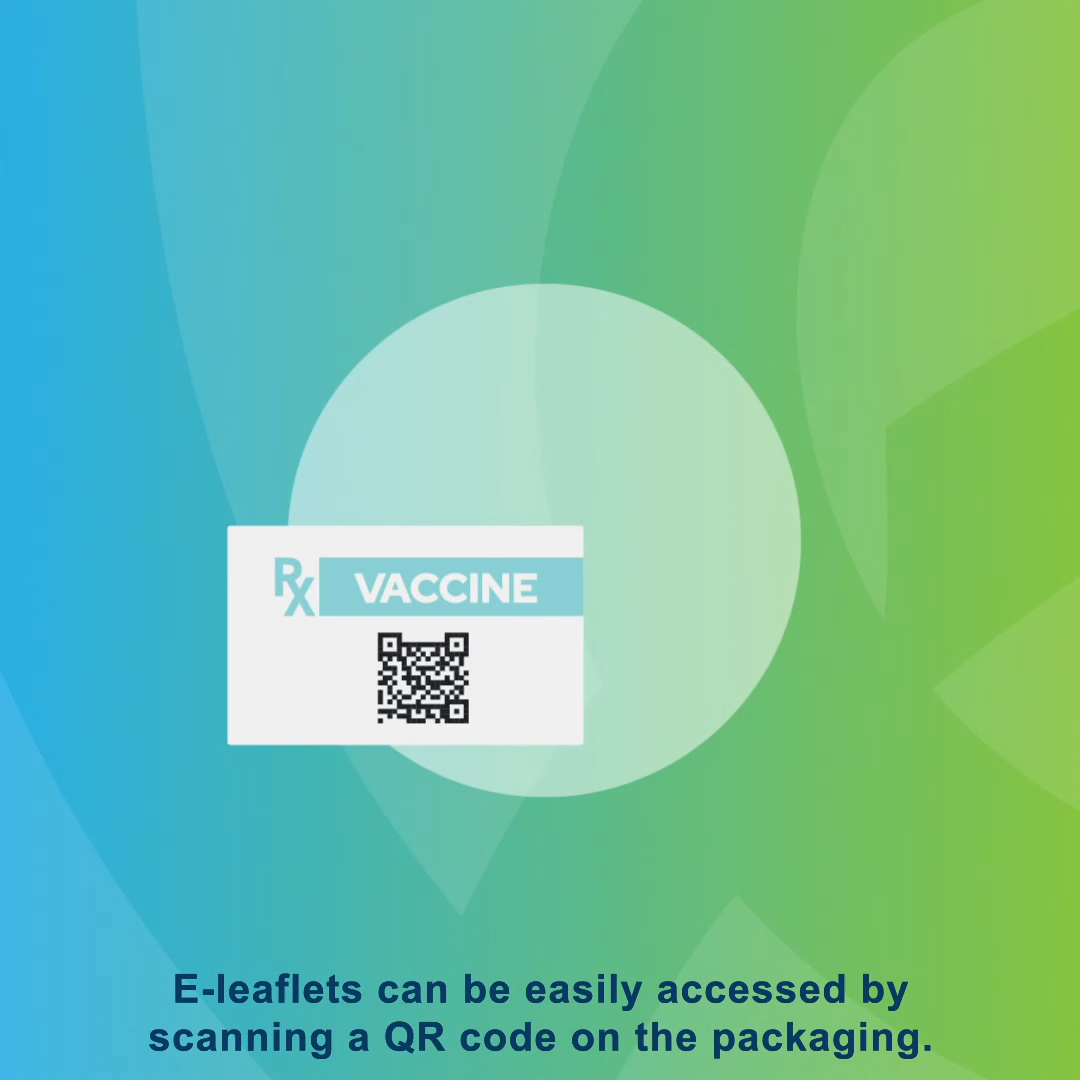 Rx VACCINE
E-leaflets can be easily accessed by
scanning a QR code on the packaging.